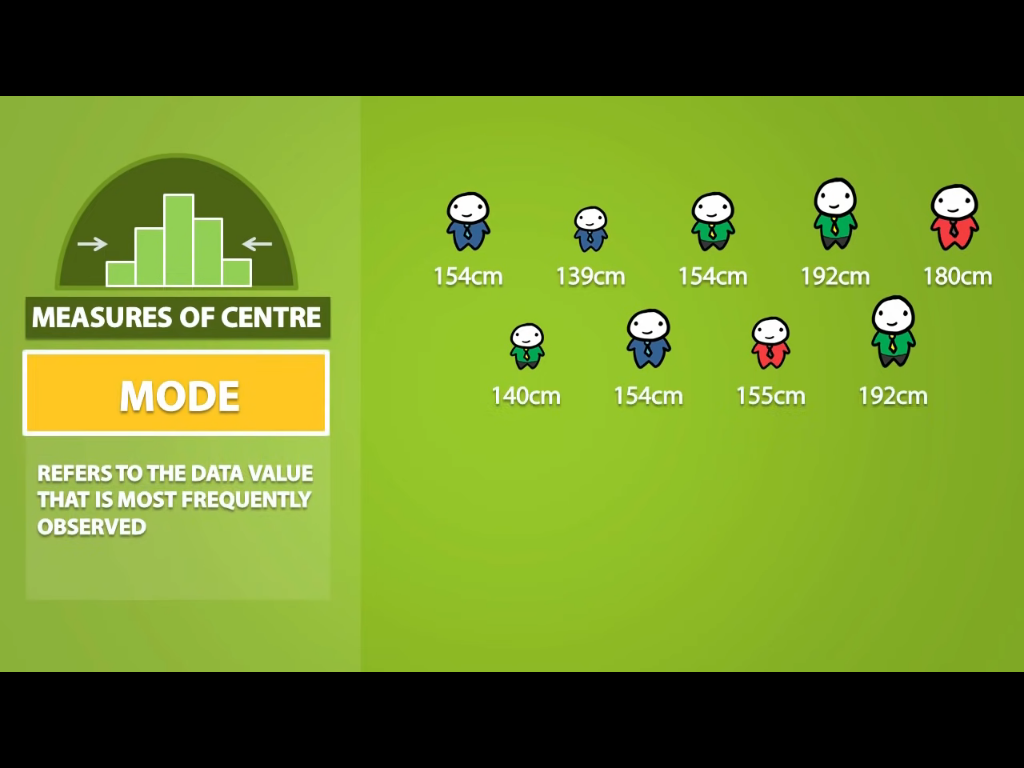 MEASURES OF CENTRE
MODE
REFERS TO THE DATA VALUE
THAT IS MOST FREQUENTLY
OBSERVED
154cm 139cm 154cm 192cm 180cm
140cm 154cm 155cm 192cm